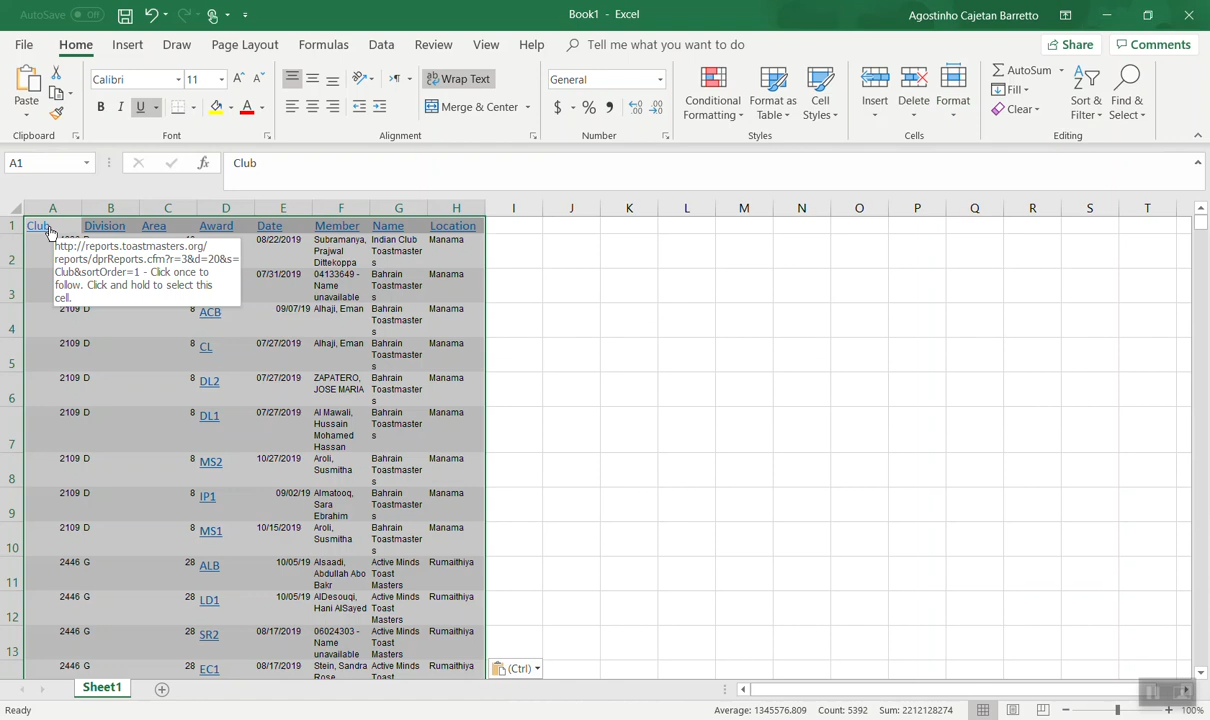 AutoSave Off Book1 - Excel Agostinho Cajetan Barretto
File Home Insert Draw Page Layout Formulas Data Review View Help Tell me what you want to do Share Comments
Paste Calibri 11 Wrap Text General Conditional Formatting Format as Table Cell Styles Insert Delete Format AutoSum Sort & Filter Find & Select
B I U Merge & Center $ % Fill Clear
Clipboard Font Alignment Number Styles Cells Editing
A1 fx Club
A B C D E F G H I J K L M N O P Q R S T
1 Club Division Area Award Date Member Name Location
http://reports.toastmasters.org/
reports/dprReports.cfm?r=3&d=20&s=
Club&sortOrder=1 - Click once to
follow. Click and hold to select this
cell.
2 08/22/2019 Subramanya, Prajwal Dittekoppa Indian Club Toastmasters Manama
3 07/31/2019 04133649 - Name unavailable Bahrain Toastmasters Manama
4 2109 D 8 ACB 09/07/19 Alhaji, Eman Bahrain Toastmasters Manama
5 2109 D 8 CL 07/27/2019 Alhaji, Eman Bahrain Toastmasters Manama
6 2109 D 8 DL2 07/27/2019 ZAPATERO, JOSE MARIA Bahrain Toastmasters Manama
7 2109 D 8 DL1 07/27/2019 Al Mawali, Hussain Mohamed Hassan Bahrain Toastmasters Manama
8 2109 D 8 MS2 10/27/2019 Aroli, Susmitha Bahrain Toastmasters Manama
9 2109 D 8 IP1 09/02/19 Almatooq, Sara Ebrahim Bahrain Toastmasters Manama
10 2109 D 8 MS1 10/15/2019 Aroli, Susmitha Bahrain Toastmasters Manama
11 2446 G 28 ALB 10/05/19 Alsaadi, Abdullah Abo Bakr Active Minds Toast Masters Rumaithiya
12 2446 G 28 LD1 10/05/19 AlDesouqi, Hani AlSayed Active Minds Toast Masters Rumaithiya
13 2446 G 28 SR2 08/17/2019 06024303 - Name unavailable Active Minds Toast Masters Rumaithiya
2446 G 28 EC1 08/17/2019 Stein, Sandra Rose Active Minds Toast Rumaithiya
(Ctrl)
Sheet1
Ready Average: 1345576.809 Count: 5392 Sum: 2212128274 100%